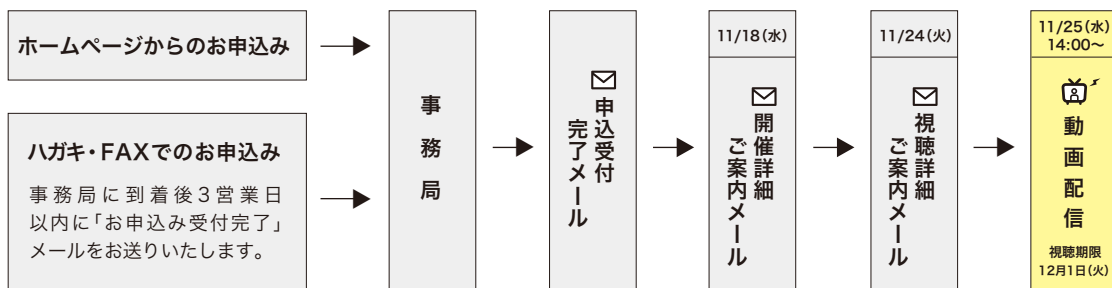 ホームページからのお申込み
ハガキ・FAXでのお申込み
事務局に到着後3営業日
以内に「お申込み受付完了」
メールをお送りいたします。
事務局
申込受付
完了メール
11/18(水)
開催詳細
ご案内メール
11/24(火)
視聴詳細
ご案内メール
11/25(水)
14:00〜
動画配信
視聴期限
12月1日(火)